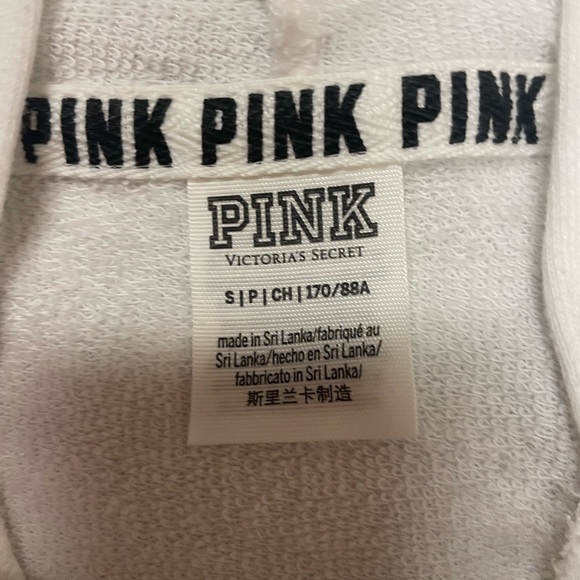 PINK PINK PINK
PINK
VICTORIA'S SECRET
S|P|CH|170/88A
made in Sri Lanka/fabriqué au
Sri Lanka/hecho en Sri Lanka/
fabbricato in Sri Lanka/
斯里兰卡制造